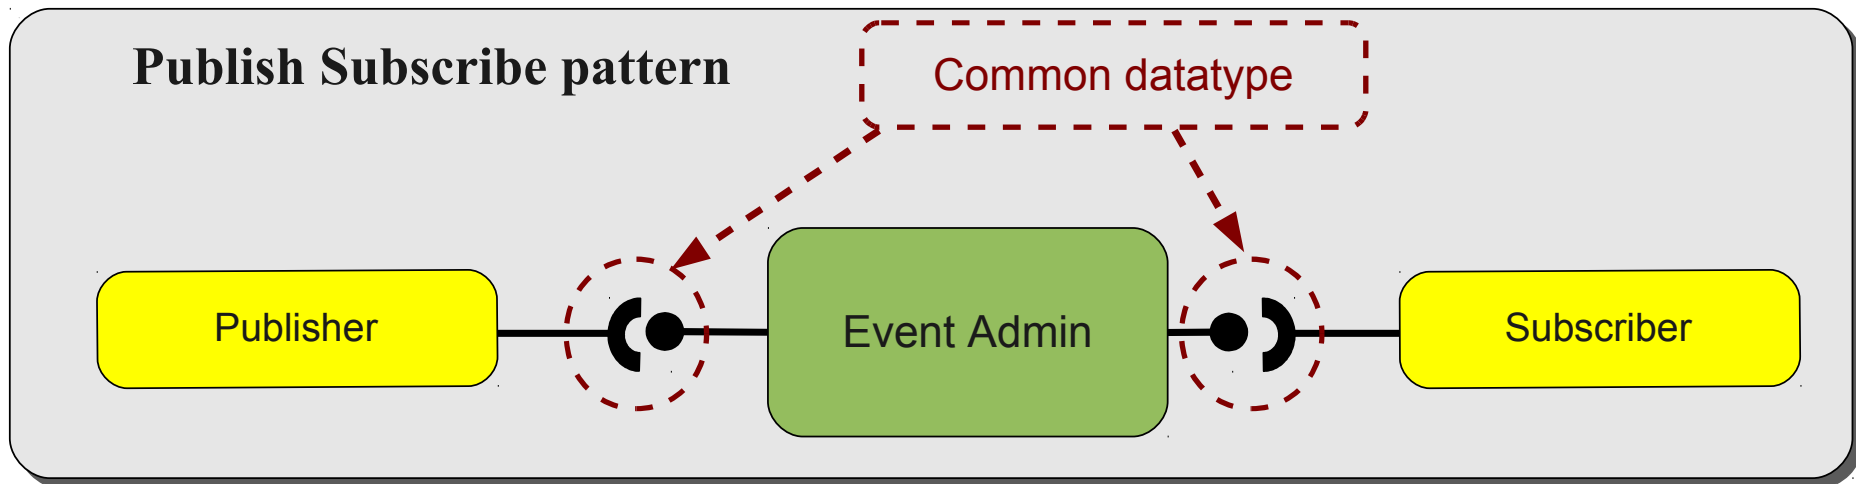 Publish Subscribe pattern
Common datatype
Publisher
Event Admin
Subscriber